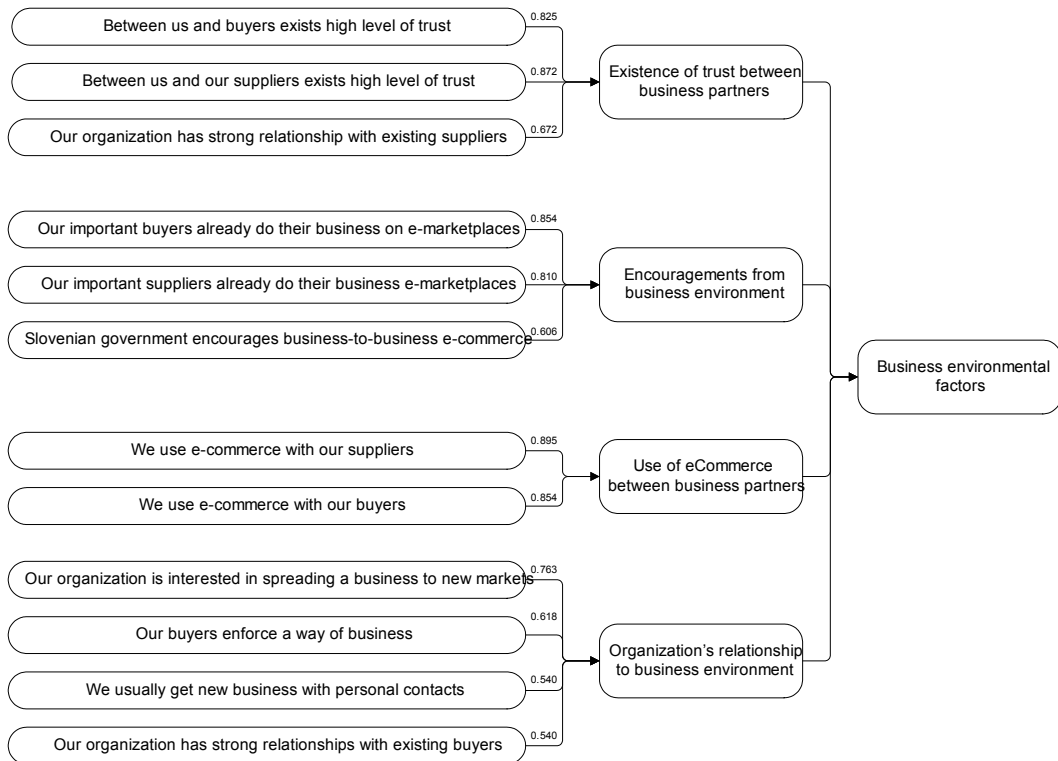 Between us and buyers exists high level of trust
0.825
Between us and our suppliers exists high level of trust
0.872
Our organization has strong relationship with existing suppliers
0.672
Existence of trust between
business partners
Our important buyers already do their business on e-marketplaces
0.854
Our important suppliers already do their business e-marketplaces
0.810
Slovenian government encourages business-to-business e-commerce
0.606
Encouragements from
business environment
Business environmental
factors
We use e-commerce with our suppliers
0.895
We use e-commerce with our buyers
0.854
Use of eCommerce
between business partners
Our organization is interested in spreading a business to new markets
0.763
Our buyers enforce a way of business
0.618
We usually get new business with personal contacts
0.540
Our organization has strong relationships with existing buyers
0.540
Organization's relationship
to business environment